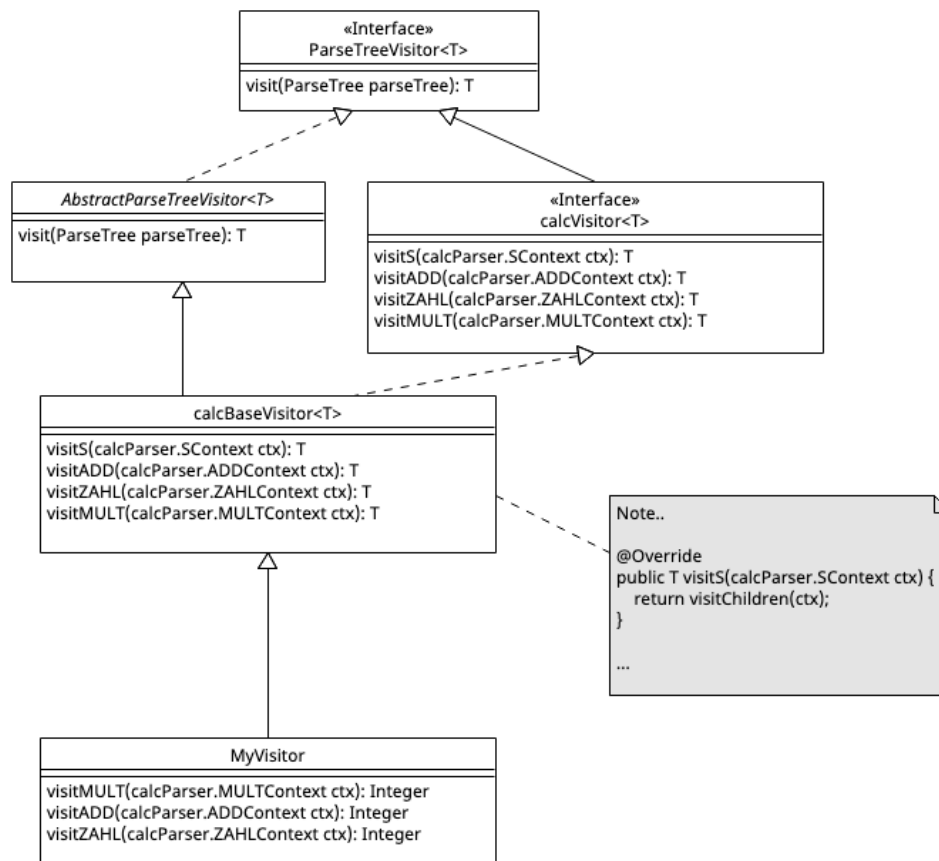 «Interface»
ParseTreeVisitor<T>
visit(ParseTree parseTree): T
AbstractParseTreeVisitor<T>
visit(ParseTree parseTree): T
«Interface»
calcVisitor<T>
visitS(calcParser.SContext ctx): T
visitADD(calcParser.ADDContext ctx): T
visitZAHL(calcParser.ZAHLContext ctx): T
visitMULT(calcParser.MULTContext ctx): T
calcBaseVisitor<T>
visitS(calcParser.SContext ctx): T
visitADD(calcParser.ADDContext ctx): T
visitZAHL(calcParser.ZAHLContext ctx): T
visitMULT(calcParser.MULTContext ctx): T
Note..
@Override
public T visitS(calcParser.SContext ctx) {
    return visitChildren(ctx);
}
...
MyVisitor
visitMULT(calcParser.MULTContext ctx): Integer
visitADD(calcParser.ADDContext ctx): Integer
visitZAHL(calcParser.ZAHLContext ctx): Integer